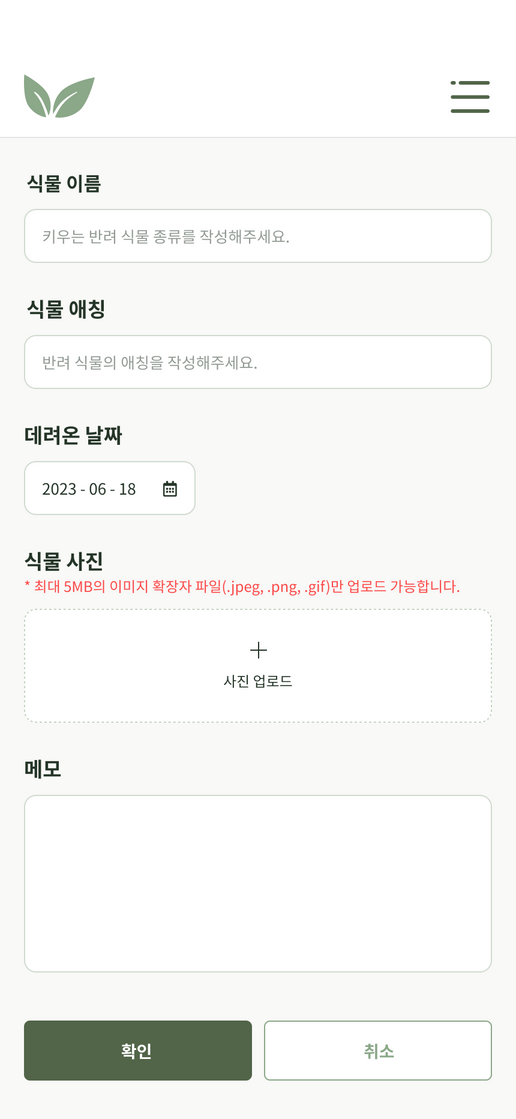 식물 이름
키우는 반려 식물 종류를 작성해주세요.
식물 애칭
반려 식물의 애칭을 작성해주세요.
데려온 날짜
2023 - 06 - 18
식물 사진
* 최대 5MB의 이미지 확장자 파일(.jpeg, .png, .gif)만 업로드 가능합니다.
사진 업로드
메모
확인
취소